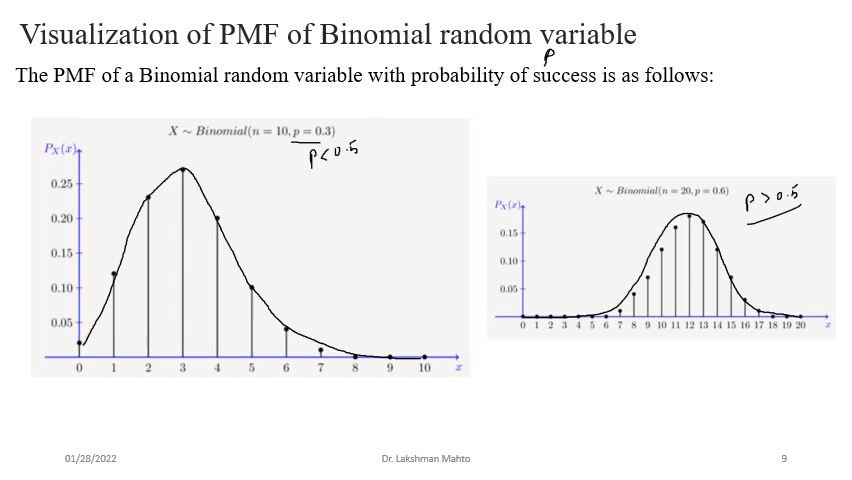 Visualization of PMF of Binomial random variable
p
The PMF of a Binomial random variable with probability of success is as follows:
X ~ Binomial(n = 10, p = 0.3)
p < 0.5
P_X(x)
0.25
0.20
0.15
0.10
0.05
0 1 2 3 4 5 6 7 8 9 10 x
X ~ Binomial(n = 20, p = 0.6)
p > 0.5
P_X(x)
0.15
0.10
0.05
0 1 2 3 4 5 6 7 8 9 10 11 12 13 14 15 16 17 18 19 20 x
01/28/2022 Dr. Lakshman Mahto 9